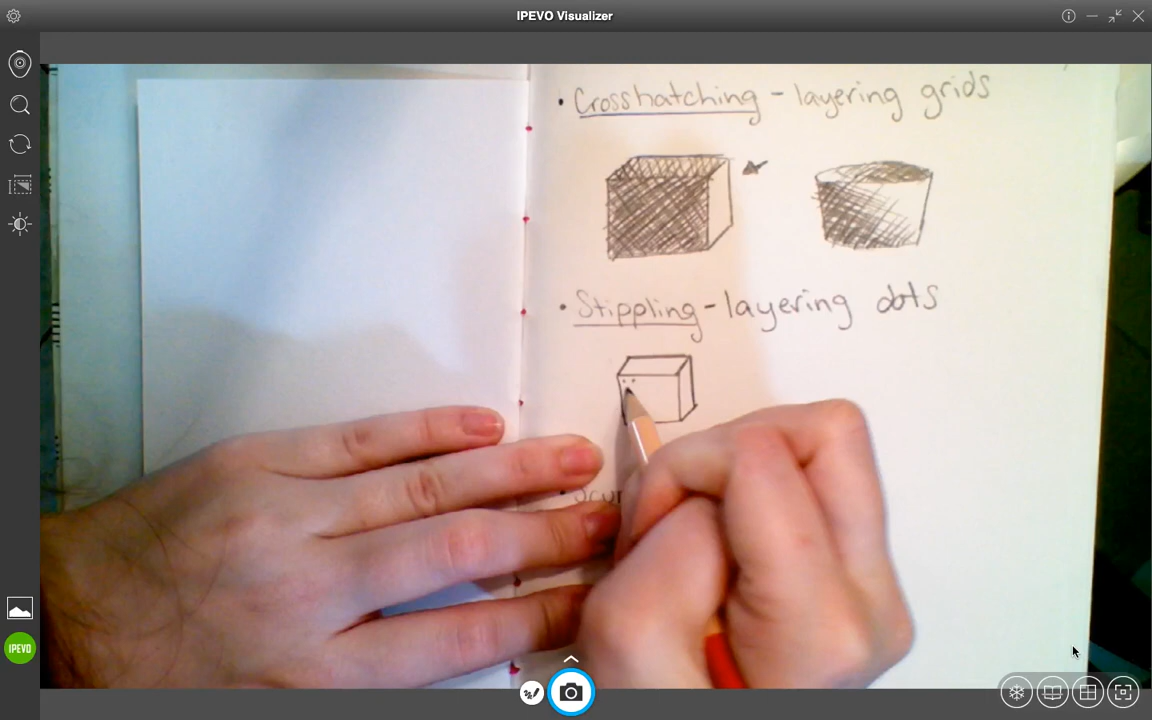 IPEVO Visualizer
• Crosshatching - layering grids
• Stippling - layering dots
IPEVO